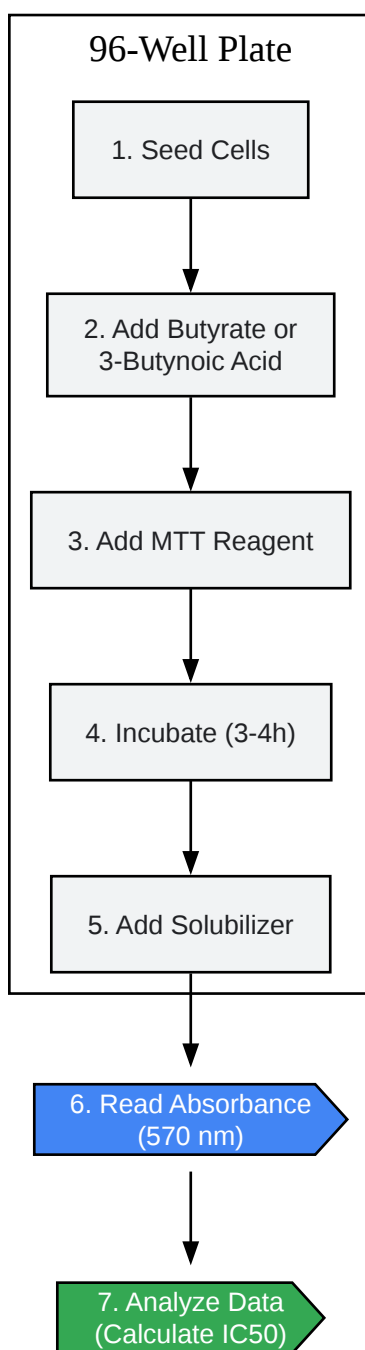 96-Well Plate
1. Seed Cells
2. Add Butyrate or
3-Butynoic Acid
3. Add MTT Reagent
4. Incubate (3-4h)
5. Add Solubilizer
6. Read Absorbance
(570 nm)
7. Analyze Data
(Calculate IC50)